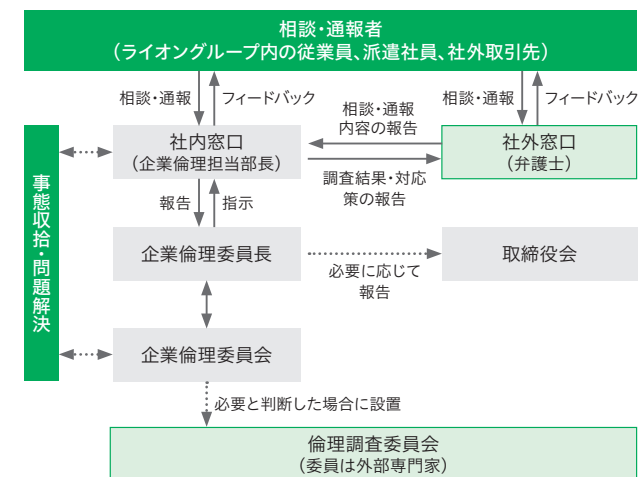 相談・通報者
（ライオングループ内の従業員、派遣社員、社外取引先）
相談・通報
フィードバック
相談・通報
内容の報告
相談・通報
フィードバック
社内窓口
（企業倫理担当部長）
社外窓口
（弁護士）
調査結果・対応
策の報告
事態収拾・問題解決
報告
指示
企業倫理委員長
必要に応じて
報告
取締役会
企業倫理委員会
必要と判断した場合に設置
倫理調査委員会
（委員は外部専門家）